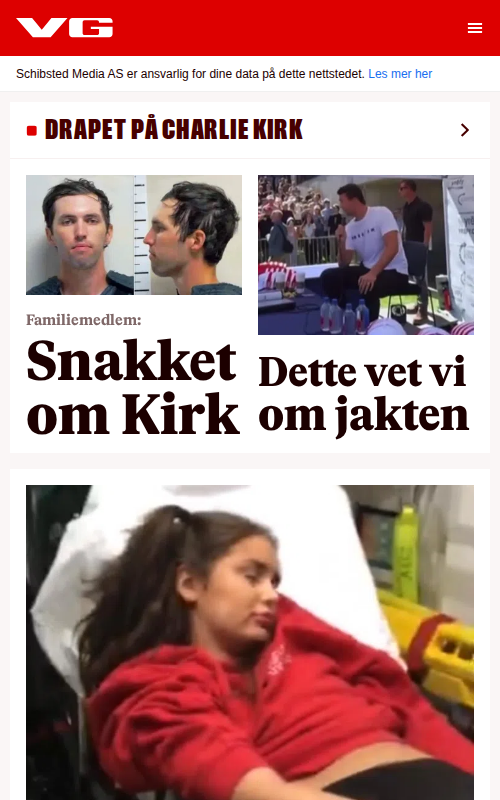 VG
Schibsted Media AS er ansvarlig for dine data på dette nettstedet. Les mer her
DRAPET PÅ CHARLIE KIRK
Familiemedlem:
Snakket
om Kirk
Dette vet vi
om jakten